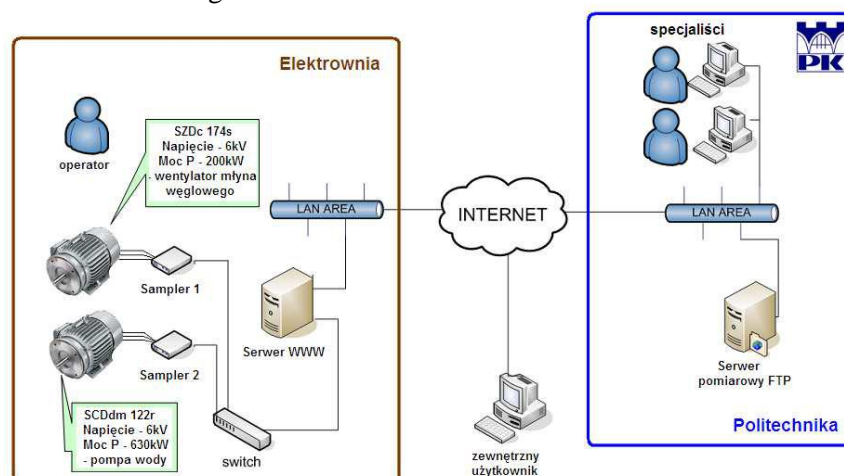 Elektrownia
operator
SZDc 174s
Napięcie - 6kV
Moc P - 200kW
- wentylator młyna
węglowego
LAN AREA
Sampler 1
Sampler 2
Serwer WWW
SCDdm 122r
Napięcie - 6kV
Moc P - 630kW
- pompa wody
switch
INTERNET
zewnętrzny
użytkownik
specjaliści
PK
LAN AREA
Serwer
pomiarowy FTP
Politechnika